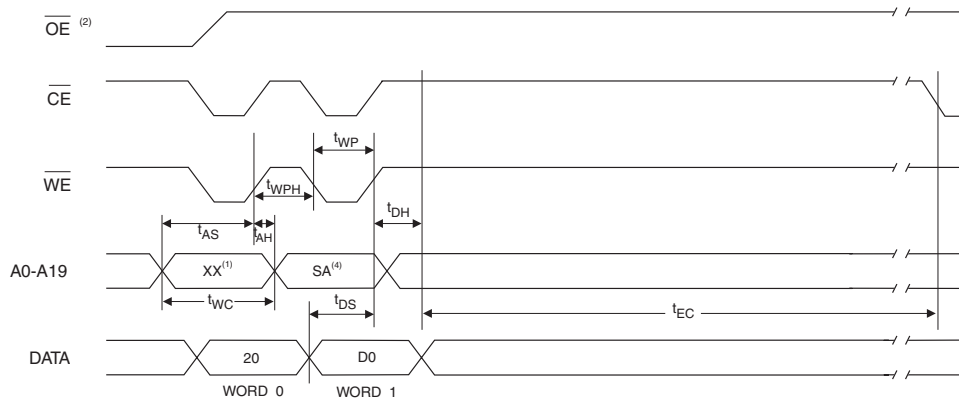 OE (2)
CE
tWP
WE
tWPH
tDH
tAS
tAH
A0-A19
XX(1)
SA(4)
tWC
tDS
tEC
DATA
20
D0
WORD 0
WORD 1